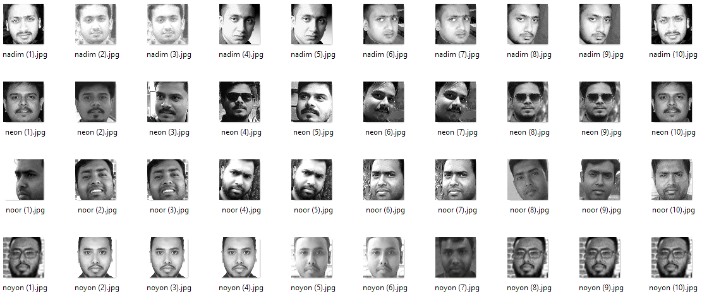 nadim (1).jpg nadim (2).jpg nadim (3).jpg nadim (4).jpg nadim (5).jpg nadim (6).jpg nadim (7).jpg nadim (8).jpg nadim (9).jpg nadim (10).jpg
neon (1).jpg neon (2).jpg neon (3).jpg neon (4).jpg neon (5).jpg neon (6).jpg neon (7).jpg neon (8).jpg neon (9).jpg neon (10).jpg
noor (1).jpg noor (2).jpg noor (3).jpg noor (4).jpg noor (5).jpg noor (6).jpg noor (7).jpg noor (8).jpg noor (9).jpg noor (10).jpg
noyon (1).jpg noyon (2).jpg noyon (3).jpg noyon (4).jpg noyon (5).jpg noyon (6).jpg noyon (7).jpg noyon (8).jpg noyon (9).jpg noyon (10).jpg